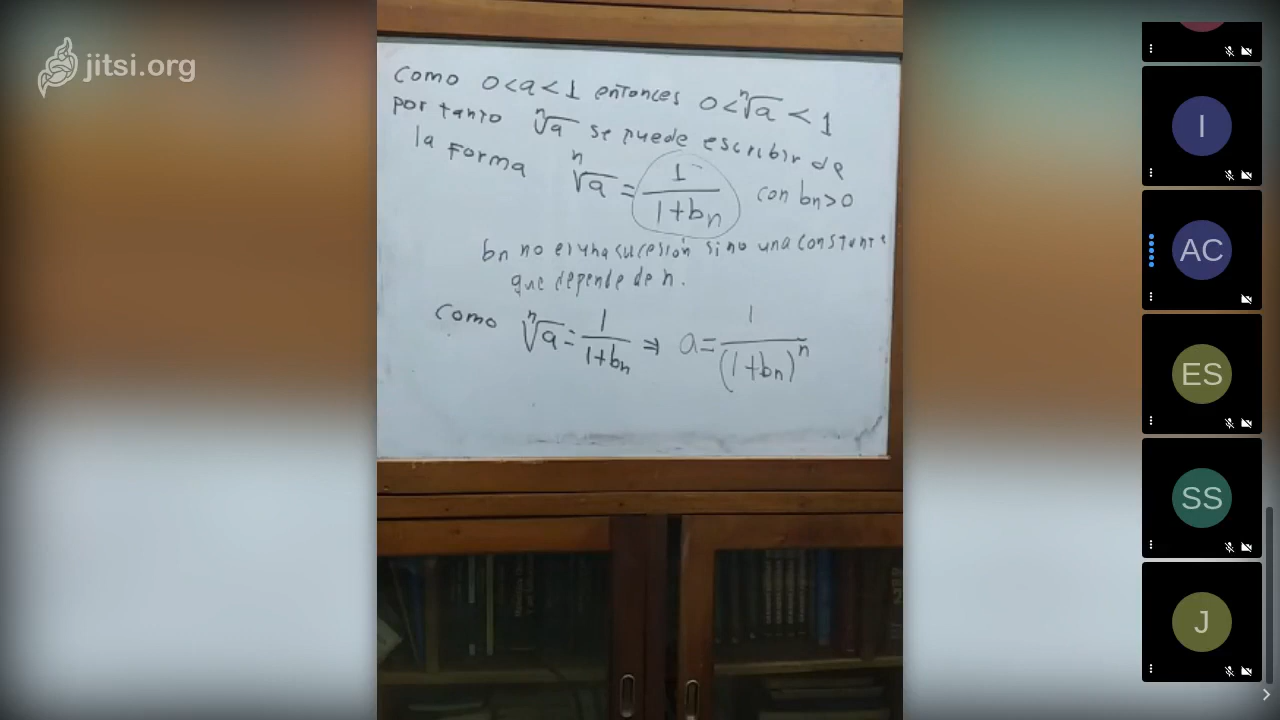 jitsi.org
como 0<a<1 entonces 0<ⁿ√a < 1
por tanto ⁿ√a se puede escribir de
la forma ⁿ√a = 1/(1+bn) con bn>0
bn no es una sucesión sino una constante
que depende de n.
Como ⁿ√a = 1/(1+bn) ⇒ a = 1/(1+bn)ⁿ
I
AC
ES
SS
J